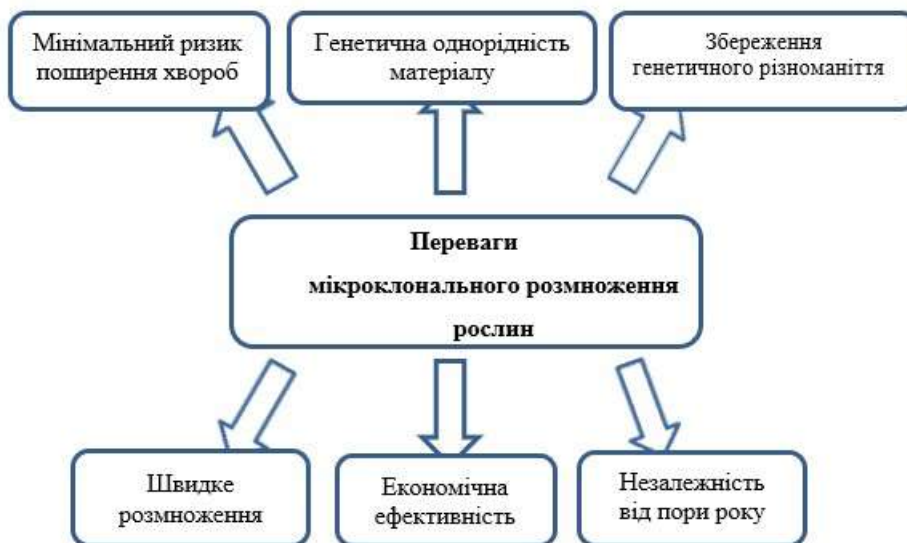 Мінімальний ризик
поширення хвороб
Генетична однорідність
матеріалу
Збереження
генетичного різноманіття
Переваги
мікроклонального розмноження
рослин
Швидке
розмноження
Економічна
ефективність
Незалежність
від пори року